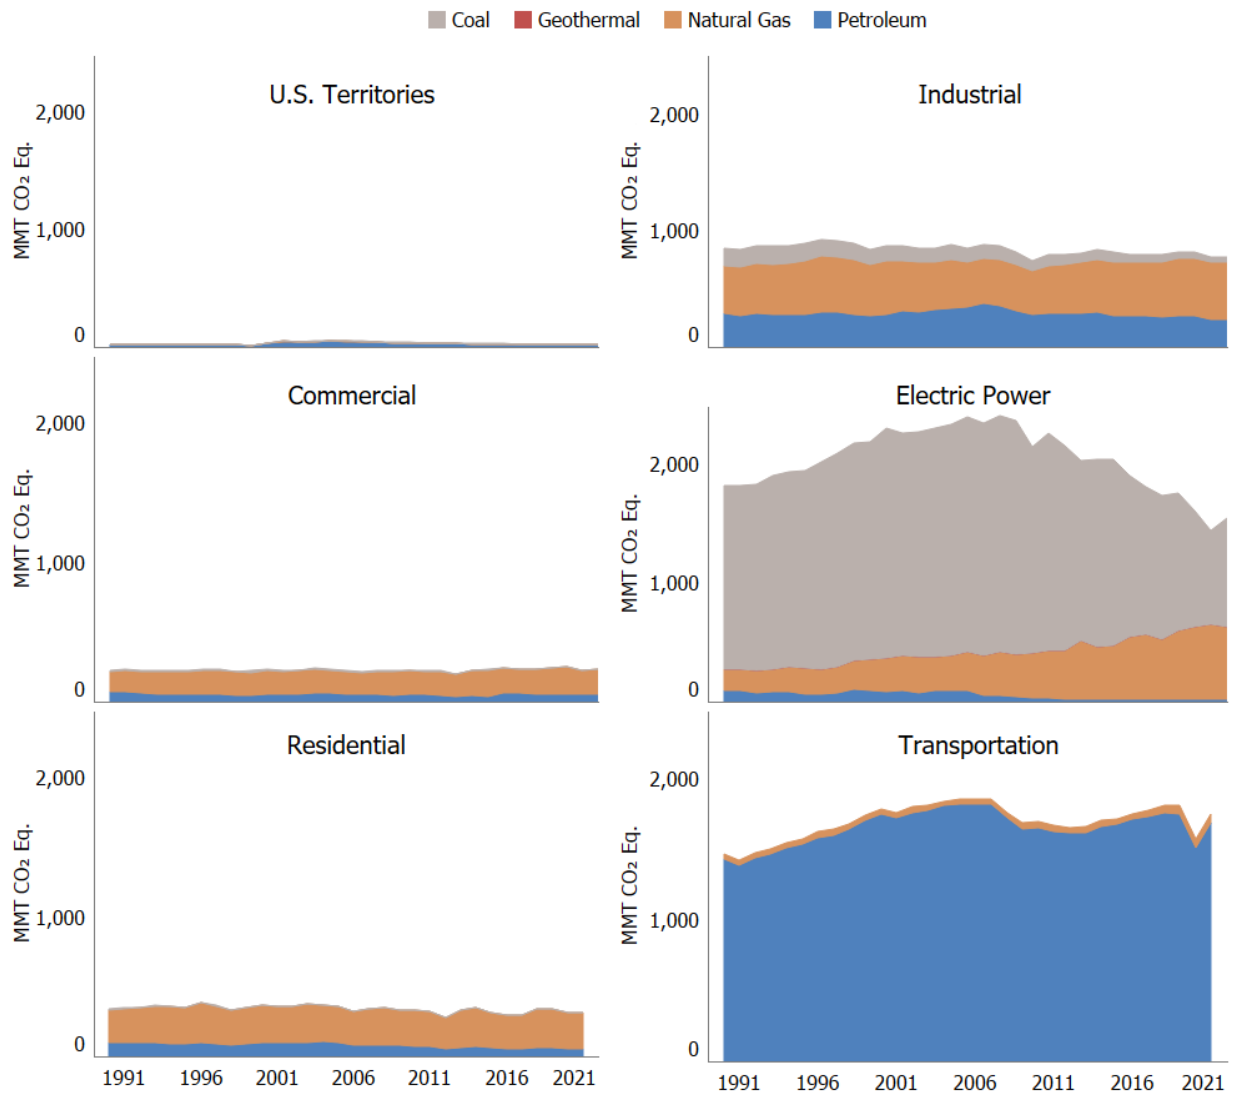 Coal Geothermal Natural Gas Petroleum
U.S. Territories
MMT CO₂ Eq.
2,000
1,000
0
Industrial
MMT CO₂ Eq.
2,000
1,000
0
Commercial
MMT CO₂ Eq.
2,000
1,000
0
Electric Power
MMT CO₂ Eq.
2,000
1,000
0
Residential
MMT CO₂ Eq.
2,000
1,000
0
1991 1996 2001 2006 2011 2016 2021
Transportation
MMT CO₂ Eq.
2,000
1,000
0
1991 1996 2001 2006 2011 2016 2021